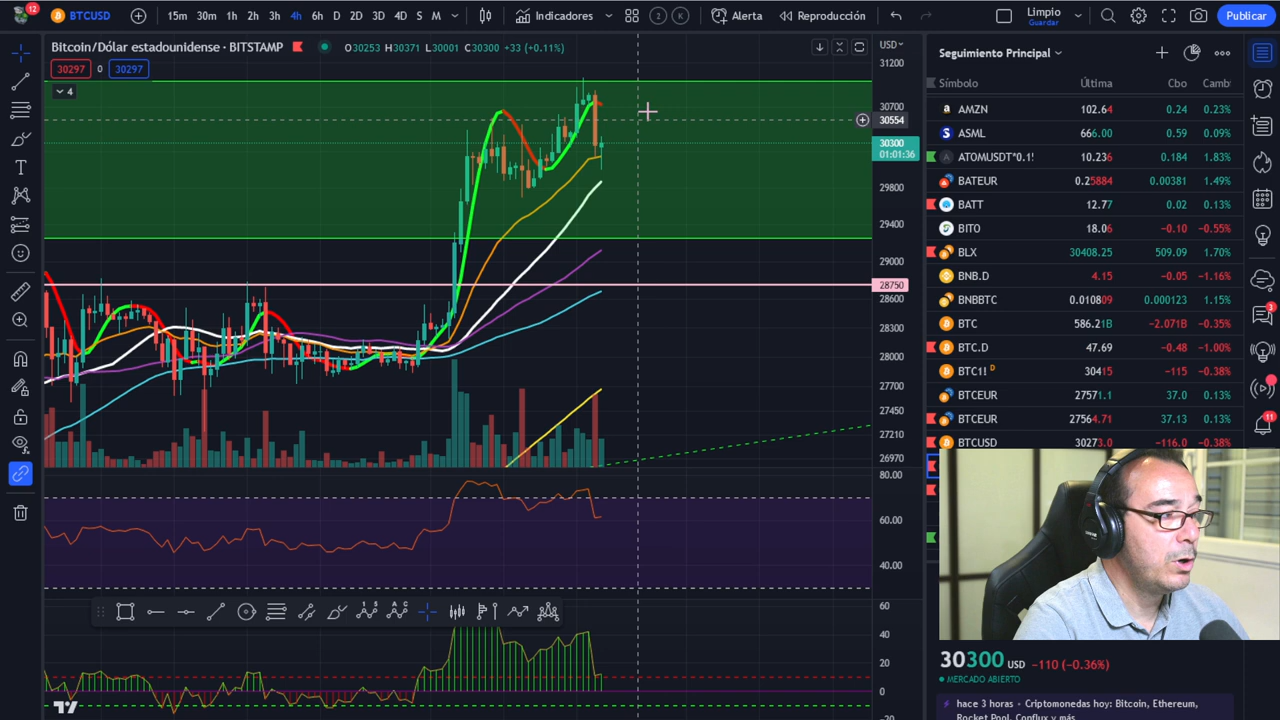 12
BTCUSD
15m 30m 1h 2h 3h 4h 6h D 2D 3D 4D S M
Indicadores
2 K
Alerta
Reproducción
Limpio
Guardar
Publicar
Bitcoin/Dólar estadounidense · BITSTAMP
O30253 H30371 L30001 C30300 +33 (+0.11%)
30297 0 30297
4
USD
31200
30700
30554
30300
01:01:36
29800
29400
29000
28750
28600
28300
28000
27700
27450
27210
26970
80.00
60.00
40.00
60
40
20
0
-20
Seguimiento Principal
Símbolo Última Cbo Camb
AMZN 102.64 0.24 0.23%
ASML 666.00 0.59 0.09%
ATOMUSDT*0.1! 10.236 0.184 1.83%
BATEUR 0.25884 0.00381 1.49%
BATT 12.77 0.02 0.13%
BITO 18.06 -0.10 -0.55%
BLX 30408.25 509.09 1.70%
BNB.D 4.15 -0.05 -1.16%
BNBBTC 0.010809 0.000123 1.15%
BTC 586.21B -2.071B -0.35%
BTC.D 47.69 -0.48 -1.00%
BTC1! D 30415 -115 -0.38%
BTCEUR 27571.1 37.0 0.13%
BTCEUR 27564.71 37.13 0.13%
BTCUSD 30273.0 -116.0 -0.38%
3
11
30300 USD -110 (-0.36%)
MERCADO ABIERTO
hace 3 horas • Criptomonedas hoy: Bitcoin, Ethereum,
Rocket Pool, Conflux y más